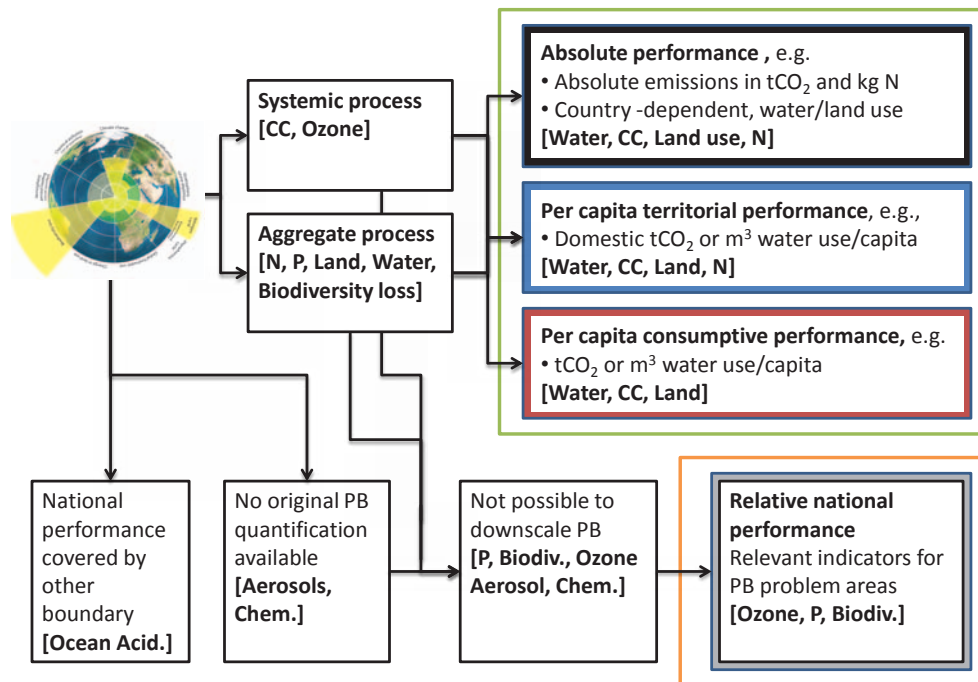 Systemic process
[CC, Ozone]
Aggregate process
[N, P, Land, Water,
Biodiversity loss]
Absolute performance , e.g.
• Absolute emissions in tCO₂ and kg N
• Country -dependent, water/land use
[Water, CC, Land use, N]
Per capita territorial performance, e.g.,
• Domestic tCO₂ or m³ water use/capita
[Water, CC, Land, N]
Per capita consumptive performance, e.g.
• tCO₂ or m³ water use/capita
[Water, CC, Land]
National
performance
covered by
other
boundary
[Ocean Acid.]
No original PB
quantification
available
[Aerosols,
Chem.]
Not possible to
downscale PB
[P, Biodiv., Ozone
Aerosol, Chem.]
Relative national
performance
Relevant indicators for
PB problem areas
[Ozone, P, Biodiv.]